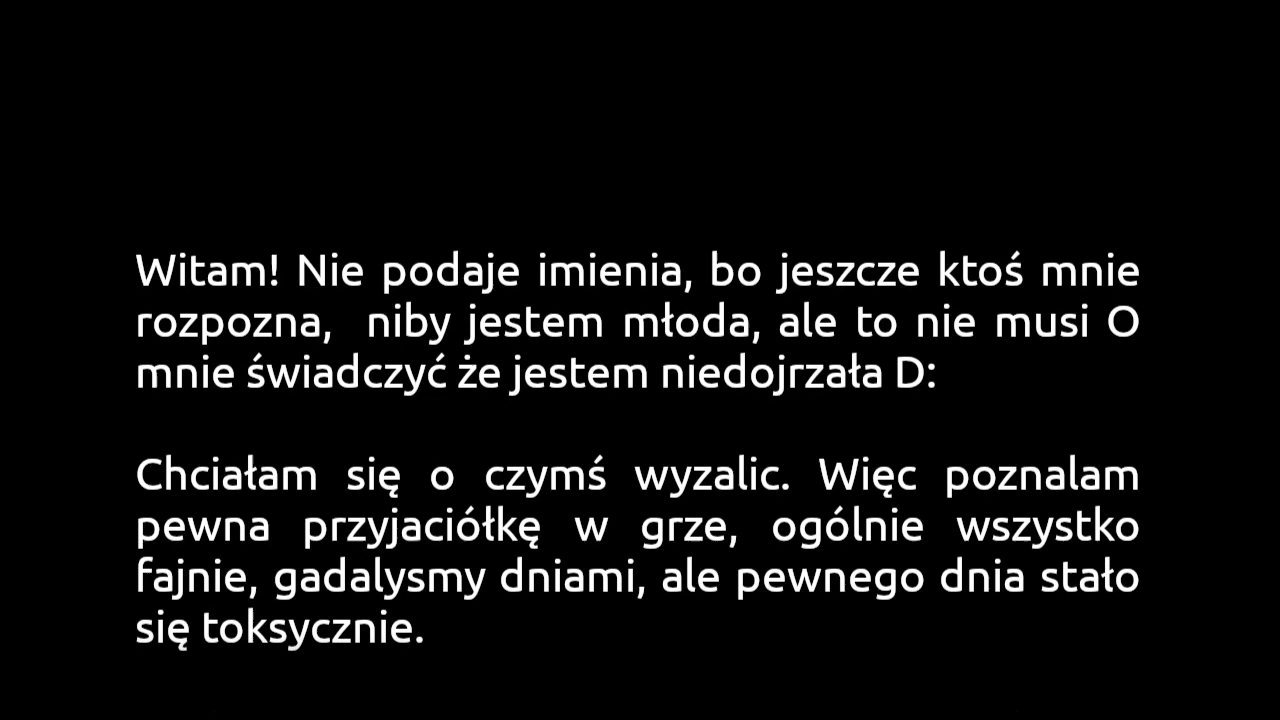 Witam! Nie podaje imienia, bo jeszcze ktoś mnie
rozpozna,  niby jestem młoda, ale to nie musi O
mnie świadczyć że jestem niedojrzała D:
Chciałam się o czymś wyzalic. Więc poznalam
pewna przyjaciółkę w grze, ogólnie wszystko
fajnie, gadalysmy dniami, ale pewnego dnia stało
się toksycznie.